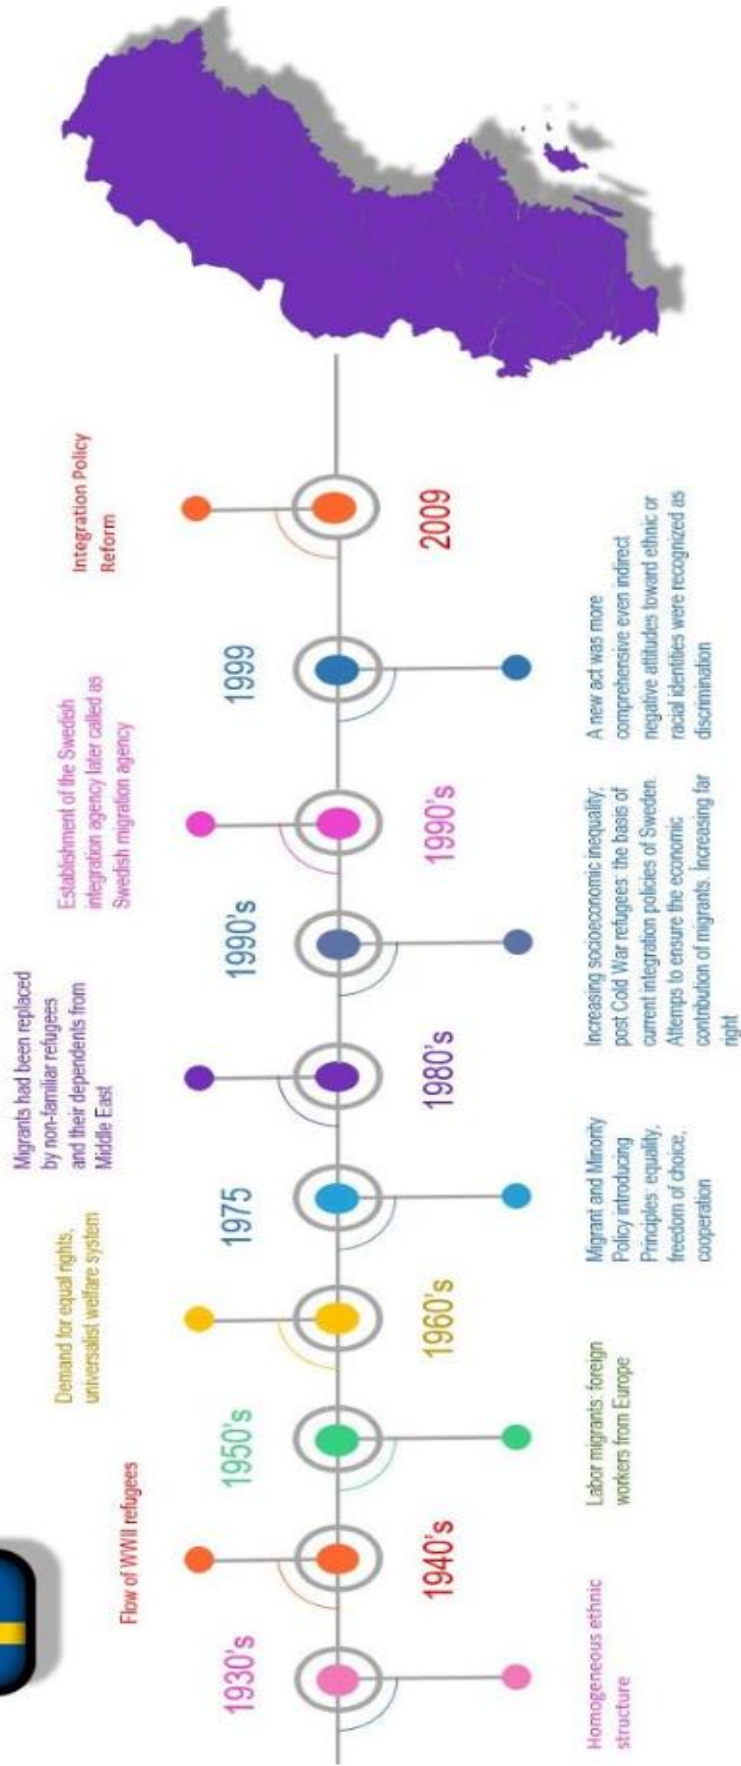 1930's
Homogeneous ethnic
structure
Flow of WWII refugees
1940's
1950's
Labor migrants: foreign
workers from Europe
Demand for equal rights,
universalist welfare system
1960's
1975
Migrant and Minority
Policy introducing
Principles: equality,
freedom of choice,
cooperation
Migrants had been replaced
by non-familiar refugees
and their dependents from
Middle East
1980's
1990's
Increasing socioeconomic inequality;
post Cold War refugees: the basis of
current integration policies of Sweden.
Attemps to ensure the economic
contribution of migrants. İncreasing far
right
Establishment of the Swedish
integration agency later called as
Swedish migration agency
1990's
1999
A new act was more
comprehensive even indirect
negative attitudes toward ethnic or
racial identities were recognized as
discrimination
Integration Policy
Reform
2009